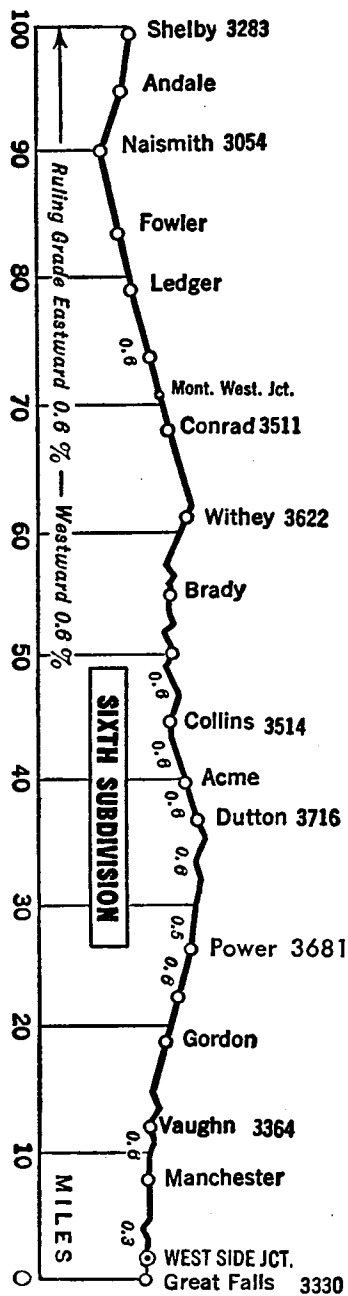 100
Shelby 3283
Andale
Naismith 3054
90
Fowler
80
Ledger
0.6
Mont. West. Jct.
70
Conrad 3511
Withey 3622
60
Brady
50
0.6
Collins 3514
0.6
Acme
40
0.6
Dutton 3716
0.6
30
0.5
Power 3681
0.6
20
Gordon
Vaughn 3364
0.6
10
Manchester
0.3
WEST SIDE JCT.
0
Great Falls 3330
Ruling Grade Eastward 0.6 % — Westward 0.6 %
SIXTH SUBDIVISION
MILES